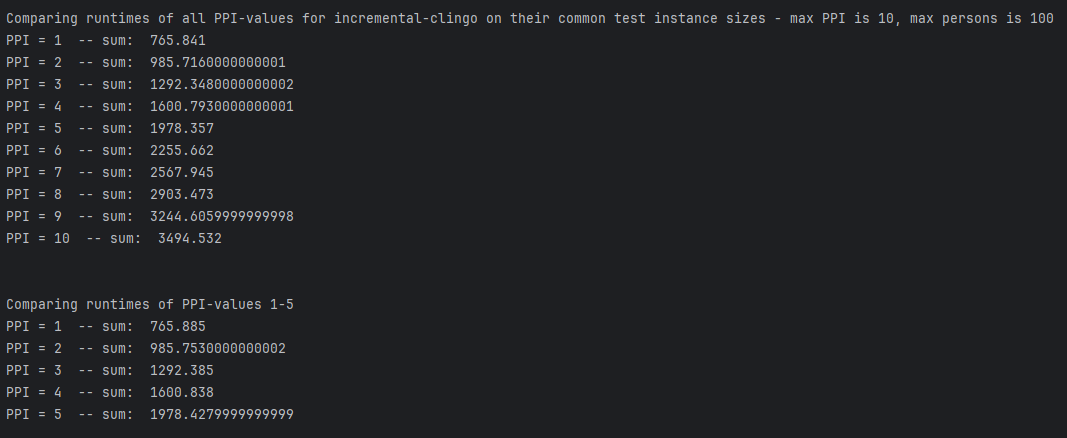 Comparing runtimes of all PPI-values for incremental-clingo on their common test instance sizes - max PPI is 10, max persons is 100
PPI = 1  -- sum:  765.841
PPI = 2  -- sum:  985.7160000000001
PPI = 3  -- sum:  1292.3480000000002
PPI = 4  -- sum:  1600.7930000000001
PPI = 5  -- sum:  1978.357
PPI = 6  -- sum:  2255.662
PPI = 7  -- sum:  2567.945
PPI = 8  -- sum:  2903.473
PPI = 9  -- sum:  3244.6059999999998
PPI = 10  -- sum:  3494.532
Comparing runtimes of PPI-values 1-5
PPI = 1  -- sum:  765.885
PPI = 2  -- sum:  985.7530000000002
PPI = 3  -- sum:  1292.385
PPI = 4  -- sum:  1600.838
PPI = 5  -- sum:  1978.4279999999999